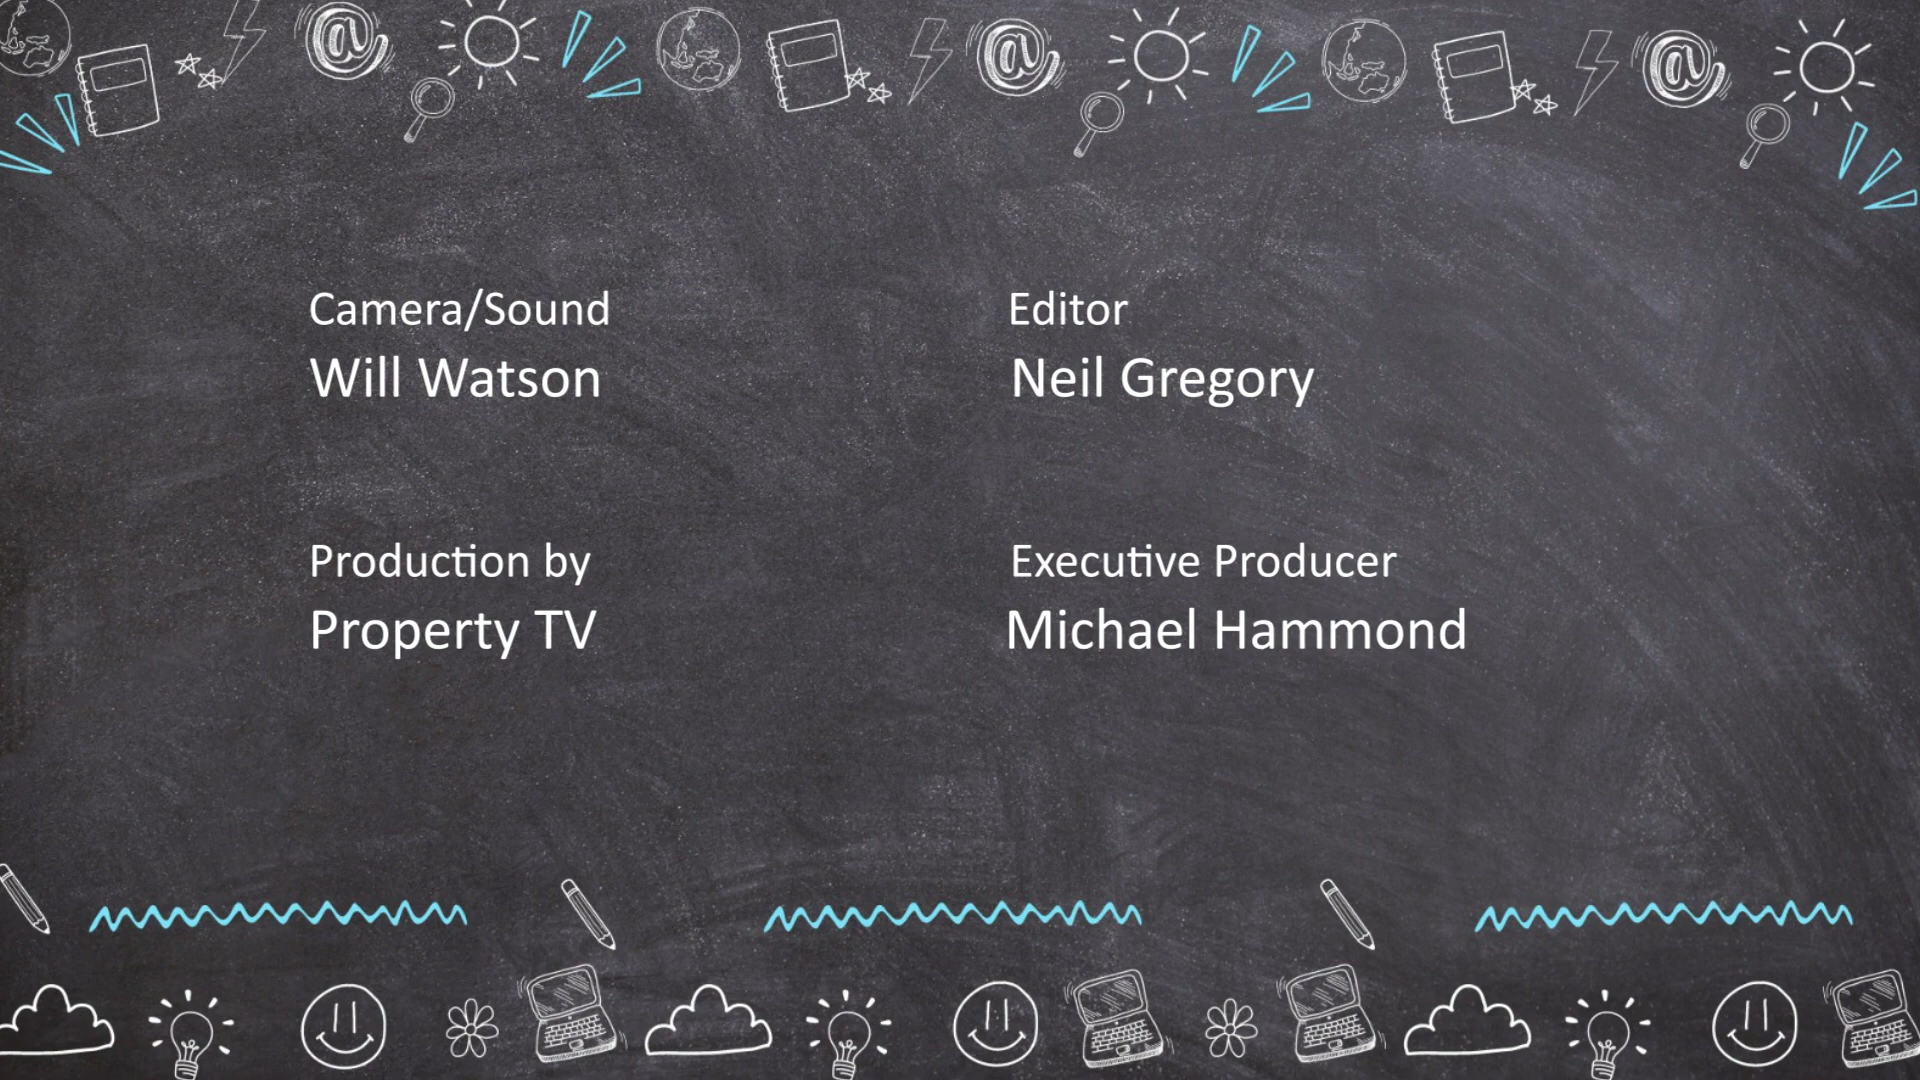 Camera/Sound
Will Watson
Editor
Neil Gregory
Production by
Property TV
Executive Producer
Michael Hammond